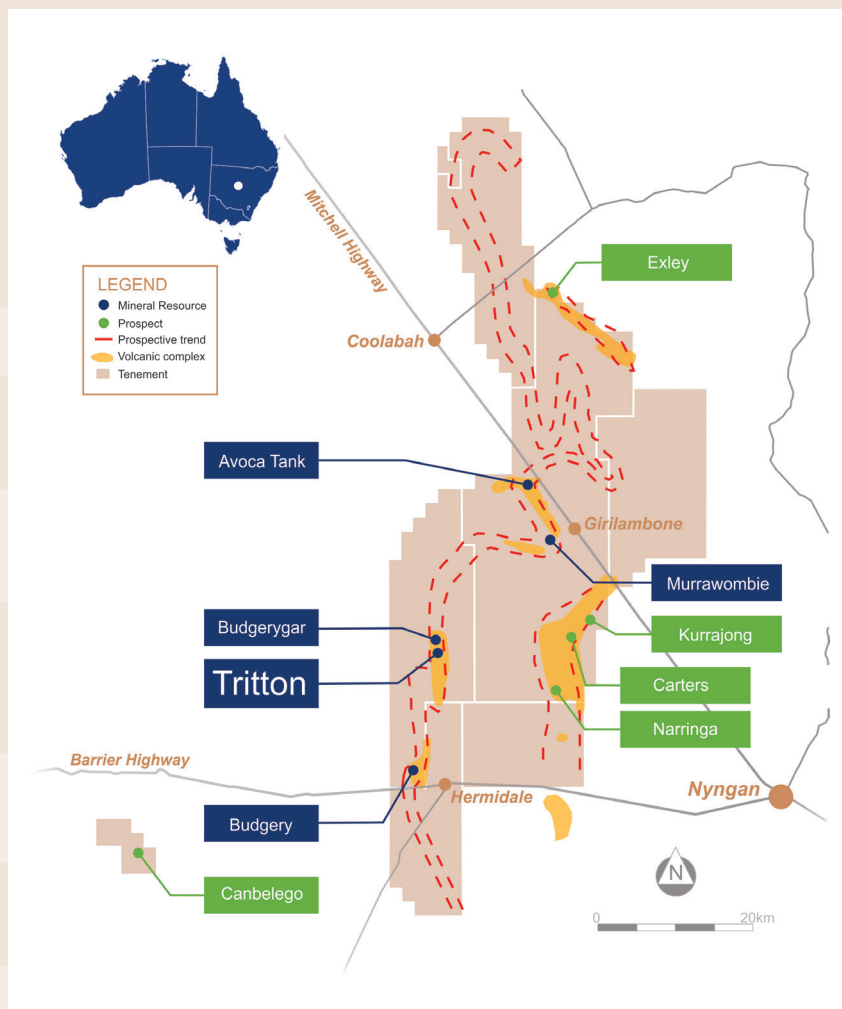 Mitchell Highway
Exley
LEGEND
Mineral Resource
Prospect
Prospective trend
Volcanic complex
Tenement
Coolabah
Avoca Tank
Girilambone
Murrawombie
Budgerygar
Kurrajong
Tritton
Carters
Narringa
Barrier Highway
Hermidale
Nyngan
Budgery
Canbelego
N
0 20km